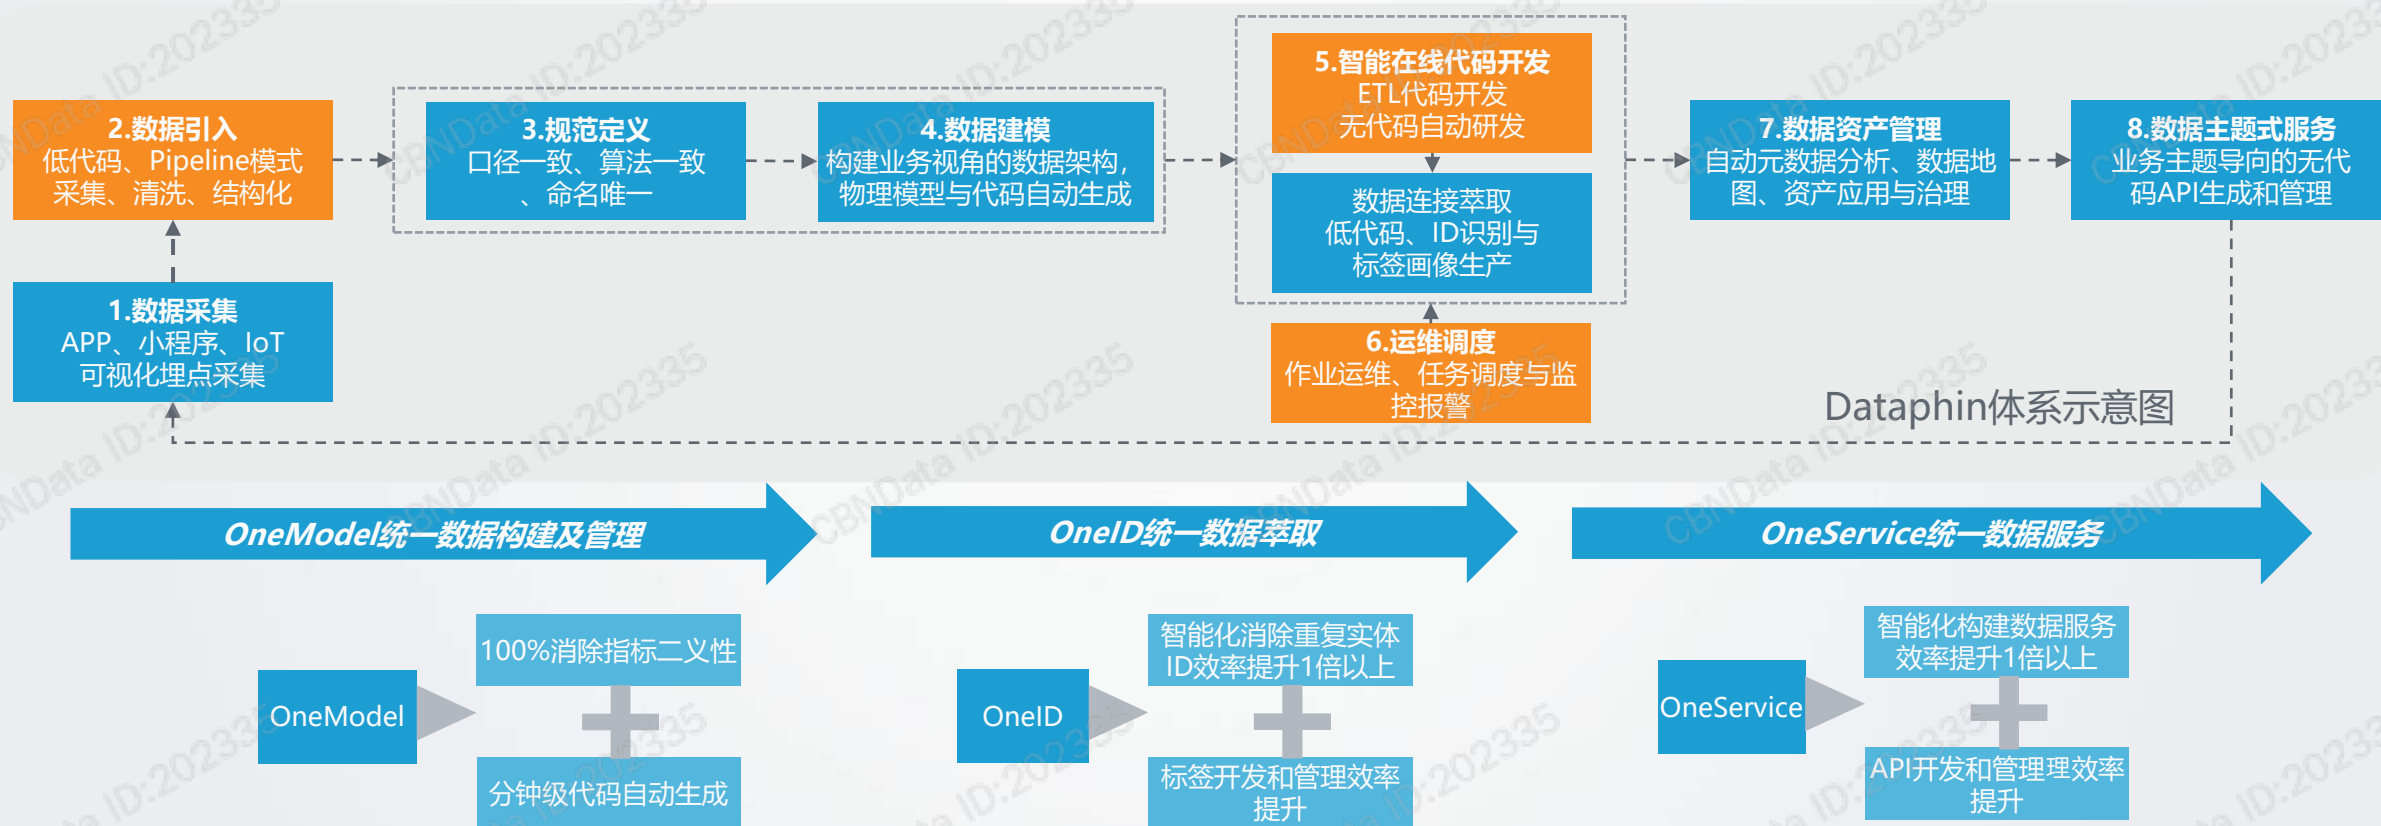 2.数据引入
低代码、Pipeline模式
采集、清洗、结构化
1.数据采集
APP、小程序、IoT
可视化埋点采集
3.规范定义
口径一致、算法一致
、命名唯一
4.数据建模
构建业务视角的数据架构，
物理模型与代码自动生成
5.智能在线代码开发
ETL代码开发
无代码自动研发
数据连接萃取
低代码、ID识别与
标签画像生产
6.运维调度
作业运维、任务调度与监
控报警
7.数据资产管理
自动元数据分析、数据地
图、资产应用与治理
8.数据主题式服务
业务主题导向的无代
码API生成和管理
Dataphin体系示意图
OneModel统一数据构建及管理
OneID统一数据萃取
OneService统一数据服务
OneModel
100%消除指标二义性
分钟级代码自动生成
OneID
智能化消除重复实体
ID效率提升1倍以上
标签开发和管理效率
提升
OneService
智能化构建数据服务
效率提升1倍以上
API开发和管理理效率
提升
CBNData ID:202335